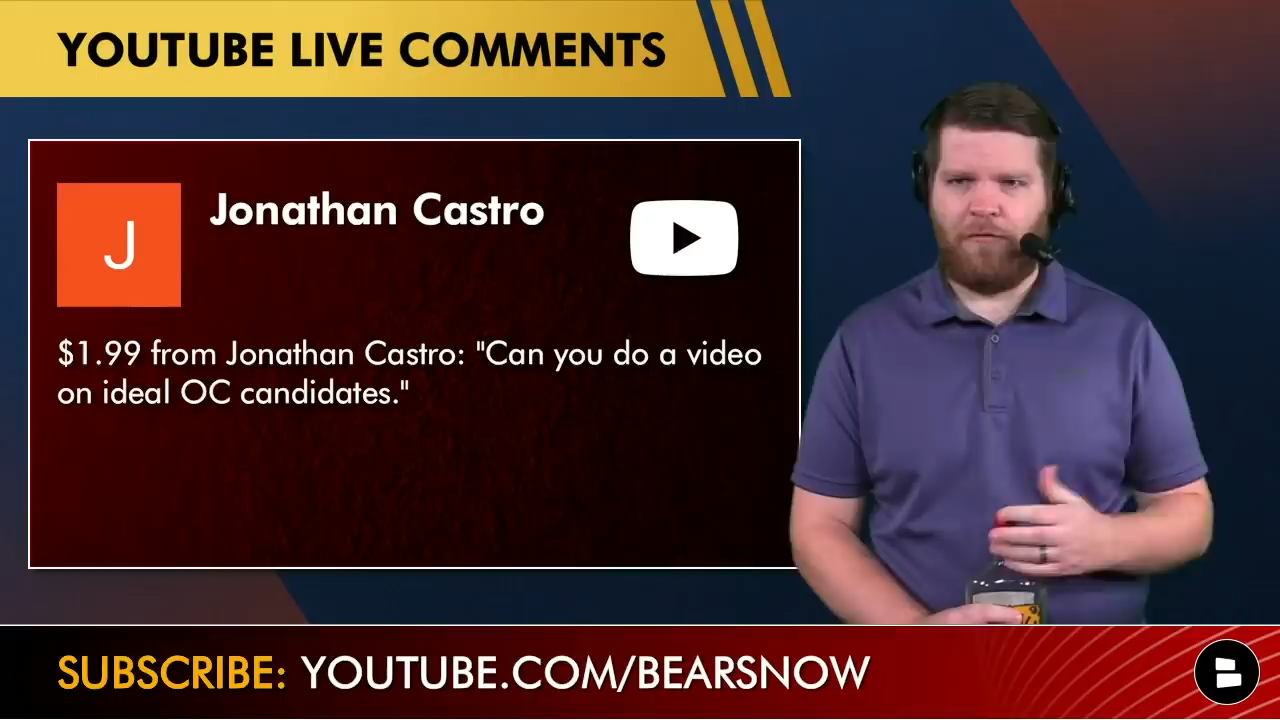 YOUTUBE LIVE COMMENTS
J
Jonathan Castro
$1.99 from Jonathan Castro: "Can you do a video
on ideal OC candidates."
SUBSCRIBE: YOUTUBE.COM/BEARSNOW